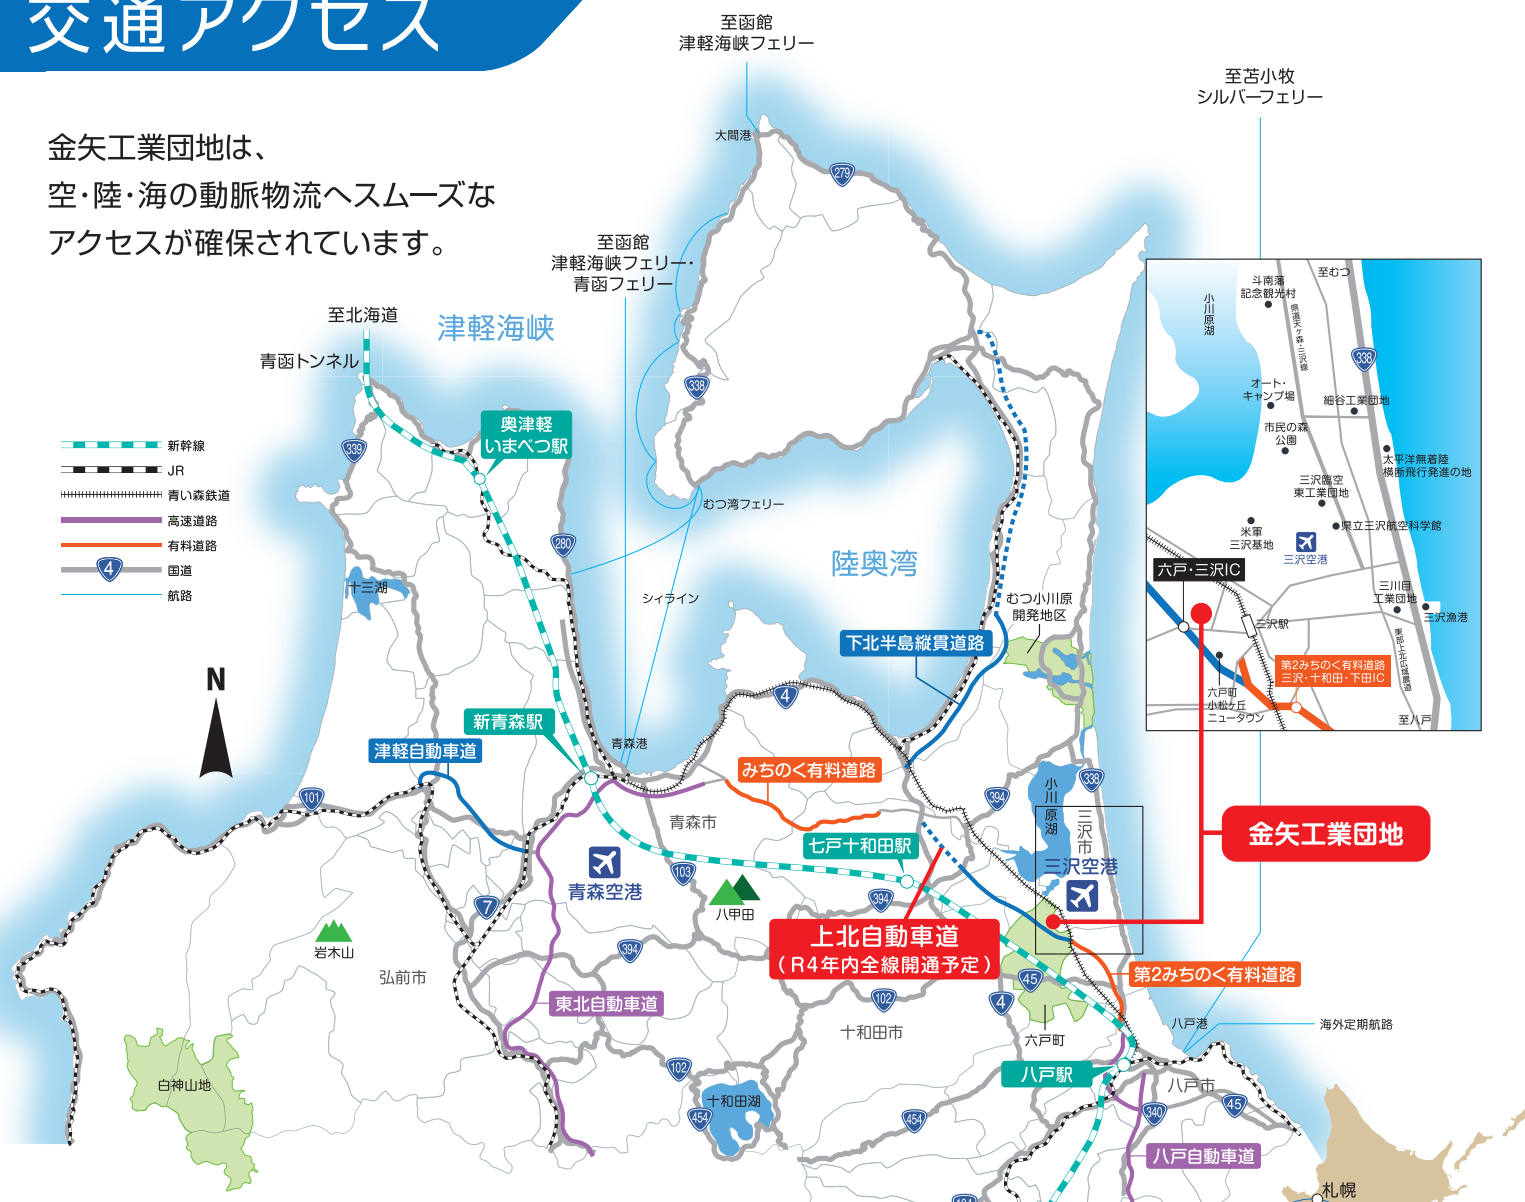 交通アクセス
金矢工業団地は、
空・陸・海の動脈物流へスムーズな
アクセスが確保されています。
至函館
津軽海峡フェリー
至苫小牧
シルバーフェリー
大間港
279
至函館
津軽海峡フェリー・
青函フェリー
至北海道
津軽海峡
青函トンネル
338
339
奥津軽
いまべつ駅
新幹線
JR
青い森鉄道
高速道路
有料道路
4
国道
航路
むつ湾フェリー
280
陸奥湾
十三湖
シィライン
むつ小川原
開発地区
下北半島縦貫道路
N
4
新青森駅
青森港
津軽自動車道
みちのく有料道路
101
394
338
小川原湖
三沢市
青森市
七戸十和田駅
三沢空港
金矢工業団地
青森空港
103
八甲田
394
7
岩木山
394
弘前市
上北自動車道
(R4年内全線開通予定)
45
第2みちのく有料道路
東北自動車道
102
4
十和田市
六戸町
八戸港
海外定期航路
102
八戸駅
八戸市
白神山地
十和田湖
454
454
340
45
八戸自動車道
札幌
至むつ
斗南藩
記念観光村
小川原湖
県道天ヶ森・三沢線
338
オート・
キャンプ場
細谷工業団地
市民の森
公園
太平洋無着陸
横断飛行発進の地
三沢臨空
東工業団地
米軍
三沢基地
県立三沢航空科学館
三沢空港
六戸・三沢IC
三川目
工業団地
三沢漁港
三沢駅
第2みちのく有料道路
三沢・十和田・下田IC
東部上北広域農道
六戸町
小松ヶ丘
ニュータウン
至八戸